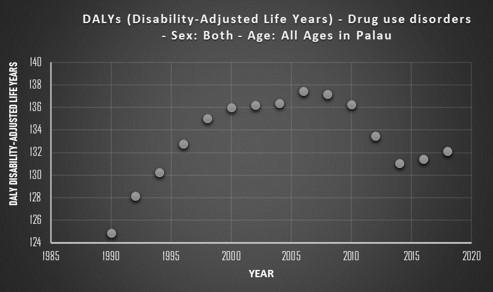 DALYs (Disability-Adjusted Life Years) - Drug use disorders
- Sex: Both - Age: All Ages in Palau
DALY DISABILITY-ADJUSTED LIFE YEARS
140
138
136
134
132
130
128
126
124
1985 1990 1995 2000 2005 2010 2015 2020
YEAR